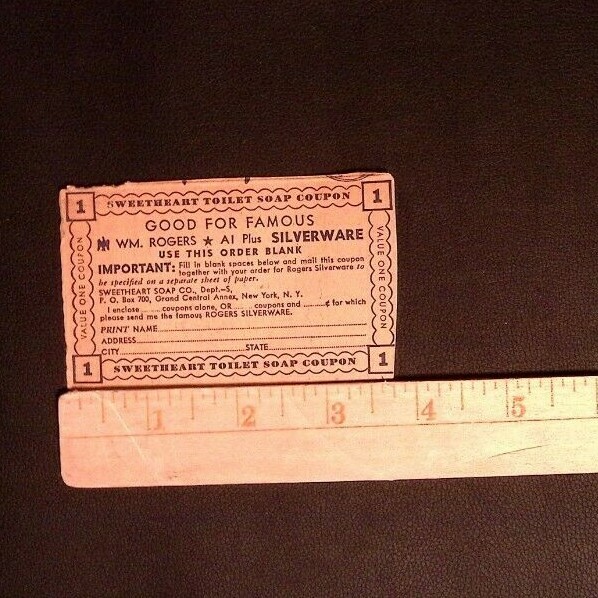 1 SWEETHEART TOILET SOAP COUPON 1
GOOD FOR FAMOUS
WM. ROGERS ★ A1 Plus SILVERWARE
USE THIS ORDER BLANK
IMPORTANT: Fill in blank spaces below and mail this coupon
together with your order for Rogers Silverware to
be specified on a separate sheet of paper.
SWEETHEART SOAP CO., Dept.—S,
P. O. Box 700, Grand Central Annex, New York, N. Y.
I enclose ........ coupons alone, OR ........ coupons and ........¢ for which
please send me the famous ROGERS SILVERWARE.
PRINT NAME
ADDRESS
CITY STATE
1 SWEETHEART TOILET SOAP COUPON 1
VALUE ONE COUPON
VALUE ONE COUPON
1 2 3 4 5